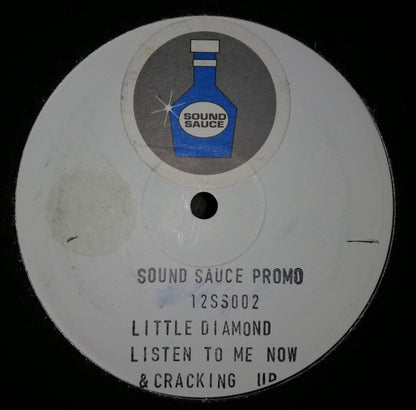 SOUND
SAUCE
SOUND SAUCE PROMO
12SS002
LITTLE DIAMOND
LISTEN TO ME NOW
& CRACKING UP